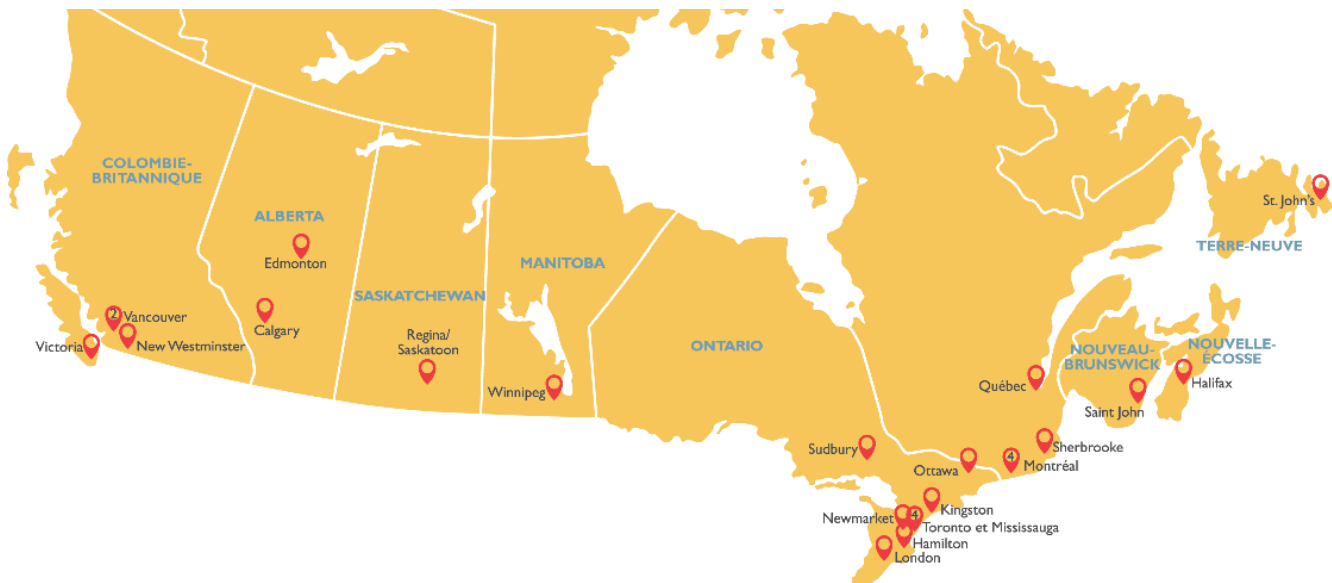 COLOMBIE-
BRITANNIQUE
ALBERTA
Edmonton
Calgary
2
Vancouver
New Westminster
Victoria
SASKATCHEWAN
Regina/
Saskatoon
MANITOBA
Winnipeg
ONTARIO
Sudbury
Ottawa
4
Montréal
Sherbrooke
Québec
Kingston
Newmarket
4
Toronto et Mississauga
Hamilton
London
NOUVEAU-
BRUNSWICK
Saint John
NOUVELLE-
ÉCOSSE
Halifax
St. John's
TERRE-NEUVE